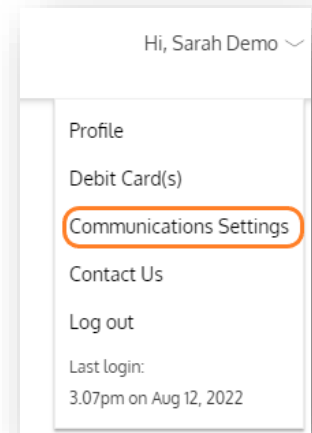 Hi, Sarah Demo
Profile
Debit Card(s)
Communications Settings
Contact Us
Log out
Last login:
3.07pm on Aug 12, 2022